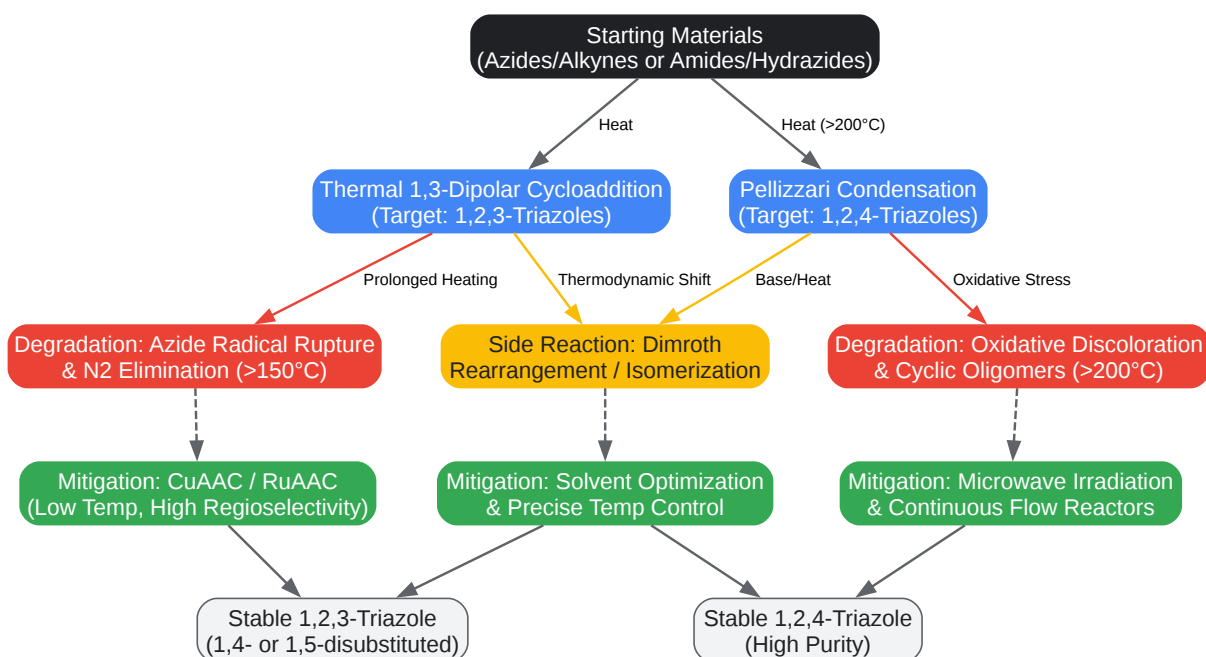 Starting Materials
(Azides/Alkynes or Amides/Hydrazides)
Heat
Heat (>200°C)
Thermal 1,3-Dipolar Cycloaddition
(Target: 1,2,3-Triazoles)
Pellizzari Condensation
(Target: 1,2,4-Triazoles)
Prolonged Heating
Thermodynamic Shift
Base/Heat
Oxidative Stress
Degradation: Azide Radical Rupture
& N2 Elimination (>150°C)
Side Reaction: Dimroth
Rearrangement / Isomerization
Degradation: Oxidative Discoloration
& Cyclic Oligomers (>200°C)
Mitigation: CuAAC / RuAAC
(Low Temp, High Regioselectivity)
Mitigation: Solvent Optimization
& Precise Temp Control
Mitigation: Microwave Irradiation
& Continuous Flow Reactors
Stable 1,2,3-Triazole
(1,4- or 1,5-disubstituted)
Stable 1,2,4-Triazole
(High Purity)